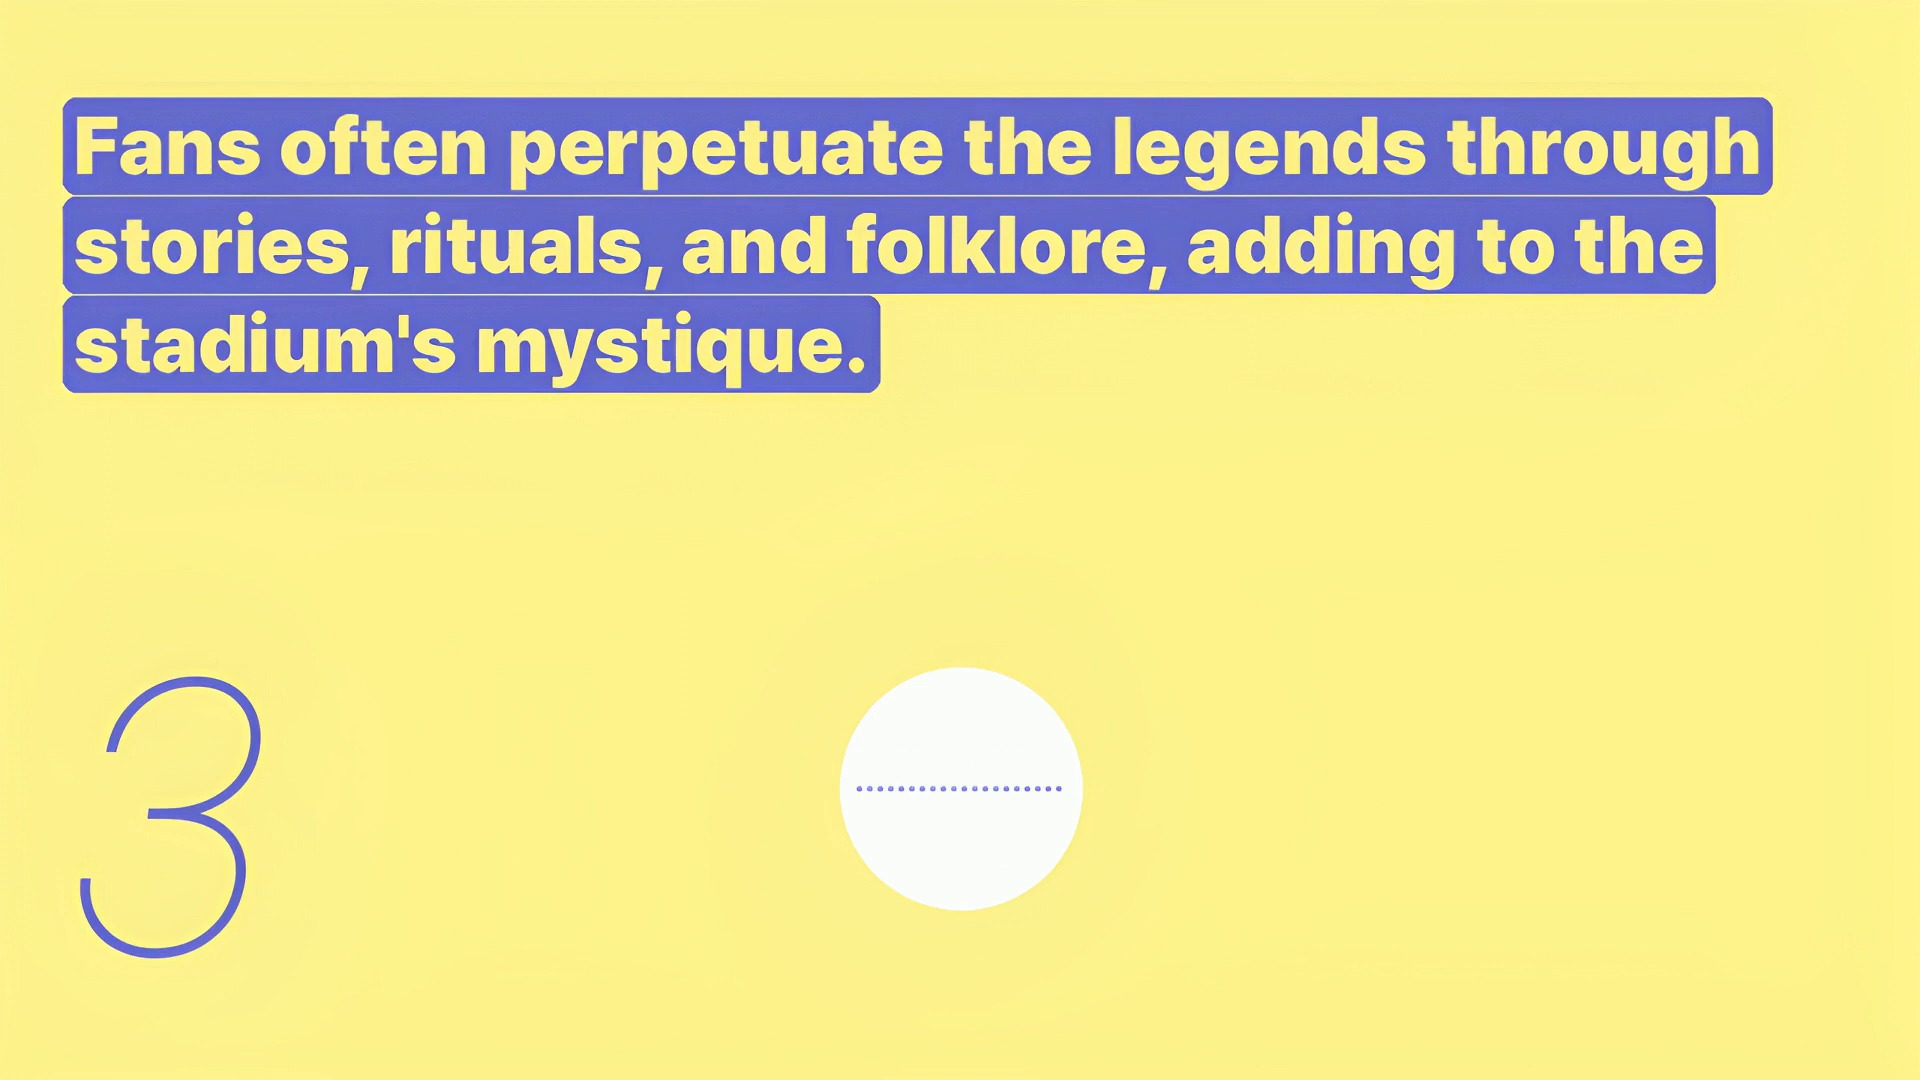 Fans often perpetuate the legends through
stories, rituals, and folklore, adding to the
stadium's mystique.
3